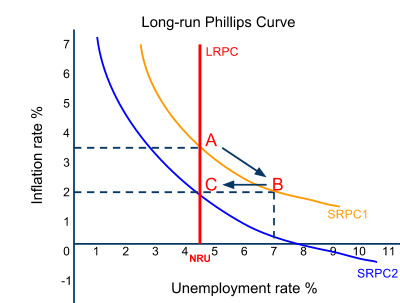 Long-run Phillips Curve
Inflation rate %
7
6
5
4
3
2
1
0
-1
LRPC
A
B
C
SRPC1
SRPC2
1 2 3 4 5 6 7 8 9 10 11
NRU
Unemployment rate %